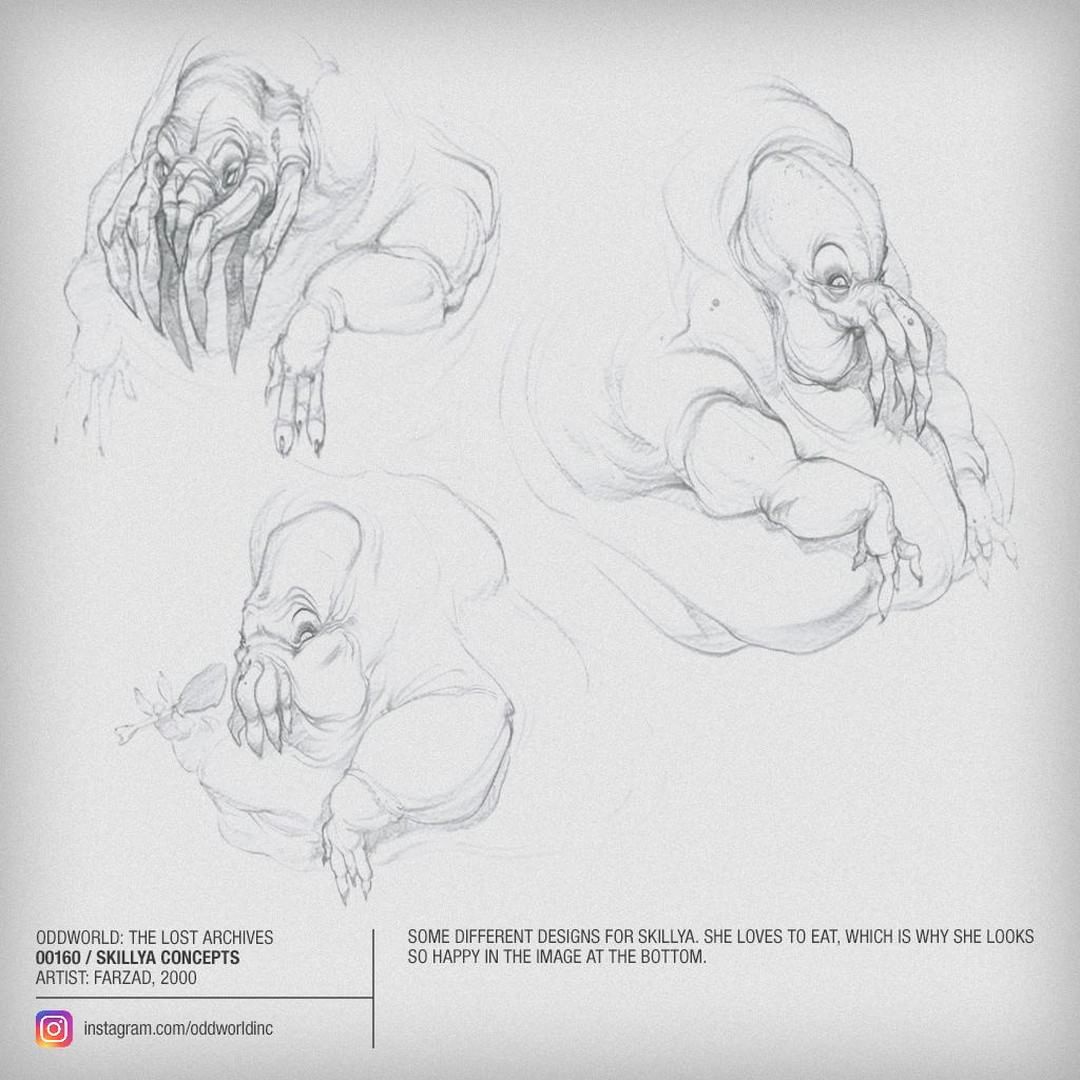 ODDWORLD: THE LOST ARCHIVES
00160 / SKILLYA CONCEPTS
ARTIST: FARZAD, 2000
instagram.com/oddworldinc
SOME DIFFERENT DESIGNS FOR SKILLYA. SHE LOVES TO EAT, WHICH IS WHY SHE LOOKS
SO HAPPY IN THE IMAGE AT THE BOTTOM.